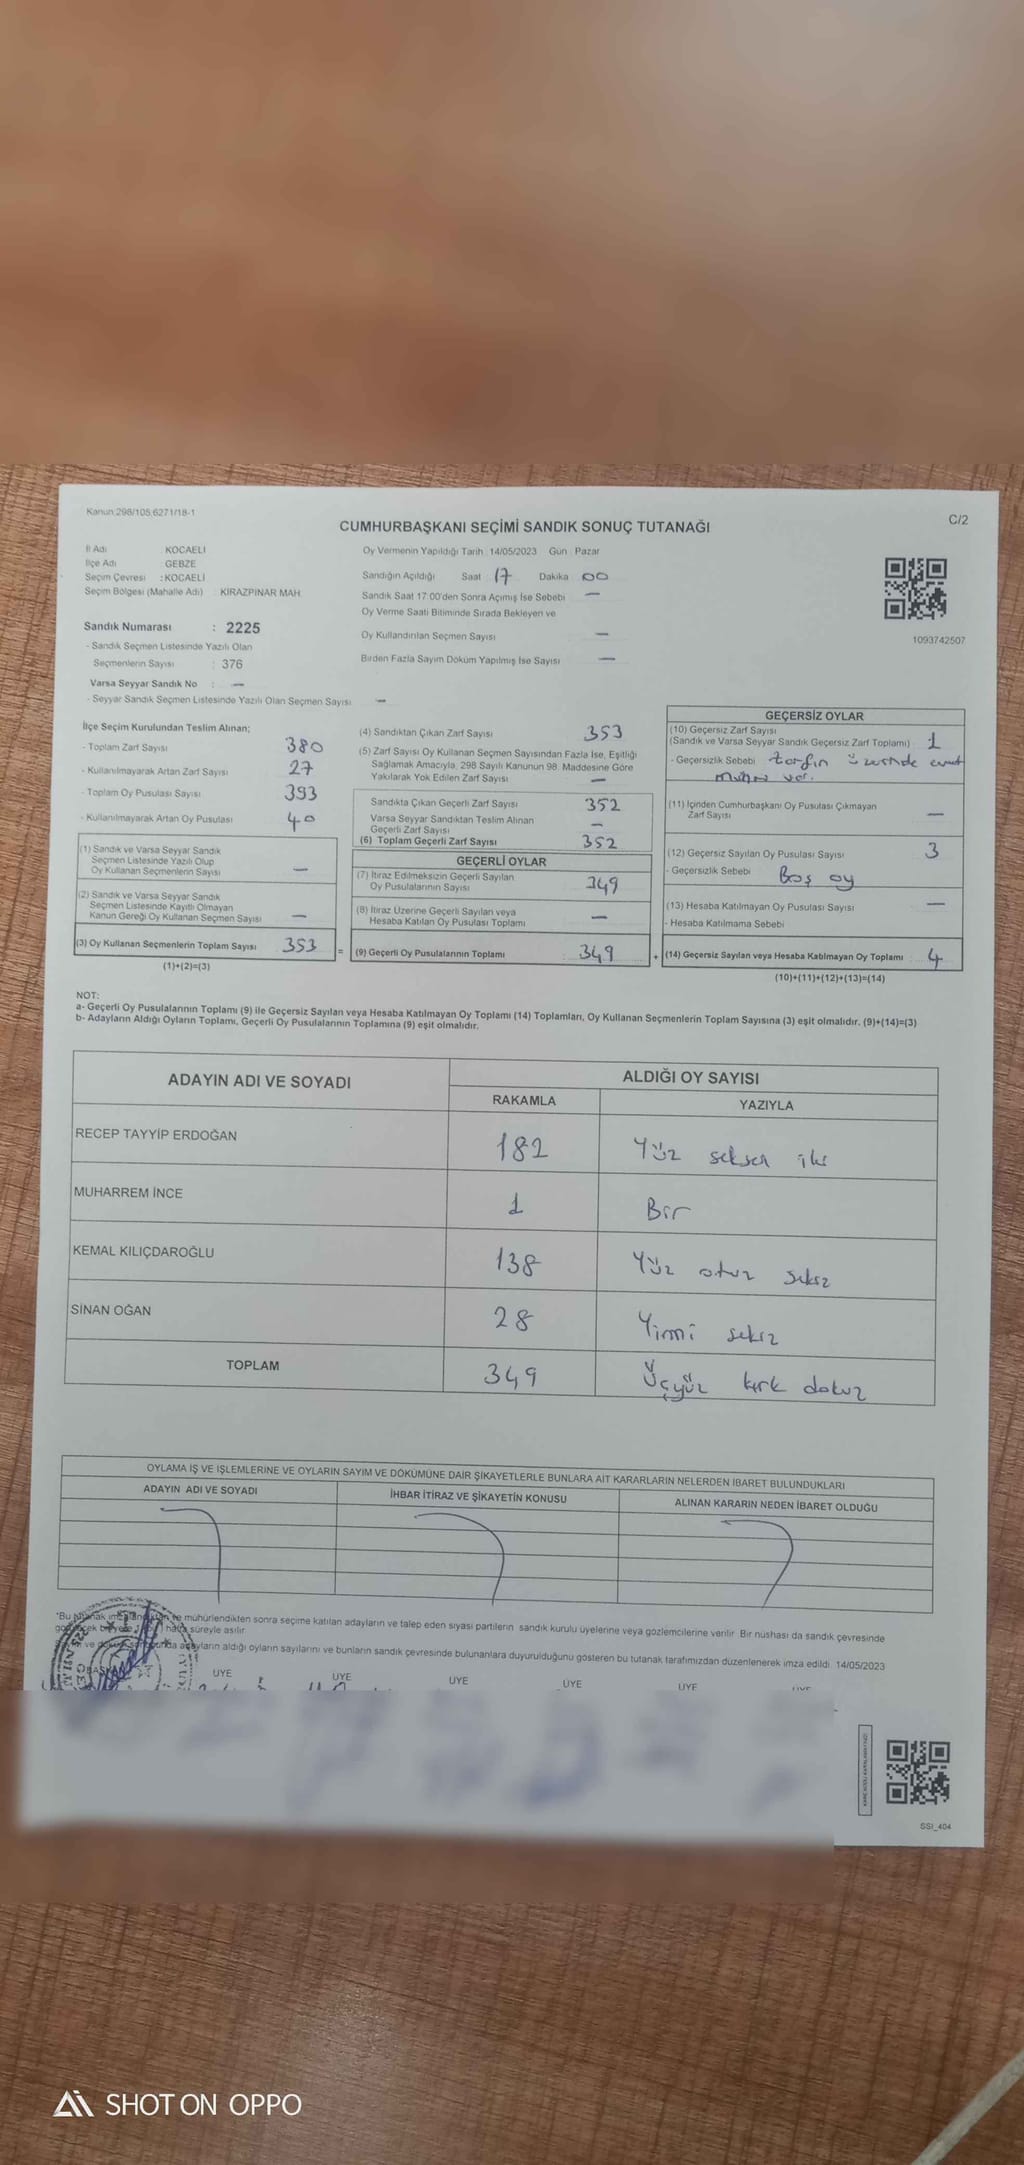 Kanun:298/105,6271/18-1
C/2
CUMHURBAŞKANI SEÇİMİ SANDIK SONUÇ TUTANAĞI
İl Adı KOCAELİ
İlçe Adı GEBZE
Seçim Çevresi : KOCAELİ
Seçim Bölgesi (Mahalle Adı) : KIRAZPINAR MAH.
Sandık Numarası : 2225
- Sandık Seçmen Listesinde Yazılı Olan
Seçmenlerin Sayısı : 376
Varsa Seyyar Sandık No : —
- Seyyar Sandık Seçmen Listesinde Yazılı Olan Seçmen Sayısı —
Oy Vermenin Yapıldığı Tarih : 14/05/2023 Gün : Pazar
Sandığın Açıldığı Saat 17 Dakika 00
Sandık Saat 17:00'den Sonra Açımış İse Sebebi —
Oy Verme Saati Bitiminde Sırada Bekleyen ve
Oy Kullandırılan Seçmen Sayısı —
Birden Fazla Sayım Döküm Yapılmış İse Sayısı —
1093742507
İlçe Seçim Kurulundan Teslim Alınan;
- Toplam Zarf Sayısı 380
- Kullanılmayarak Artan Zarf Sayısı 27
- Toplam Oy Pusulası Sayısı 393
- Kullanılmayarak Artan Oy Pusulası 40
(1) Sandık ve Varsa Seyyar Sandık
Seçmen Listesinde Yazılı Olup
Oy Kullanan Seçmenlerin Sayısı —
(2) Sandık ve Varsa Seyyar Sandık
Seçmen Listesinde Kayıtlı Olmayan
Kanun Gereği Oy Kullanan Seçmen Sayısı —
(3) Oy Kullanan Seçmenlerin Toplam Sayısı 353 =
(1)+(2)=(3)
(4) Sandıktan Çıkan Zarf Sayısı 353
(5) Zarf Sayısı Oy Kullanan Seçmen Sayısından Fazla İse, Eşitliği
Sağlamak Amacıyla, 298 Sayılı Kanunun 98. Maddesine Göre
Yakılarak Yok Edilen Zarf Sayısı —
Sandıkta Çıkan Geçerli Zarf Sayısı 352
Varsa Seyyar Sandıktan Teslim Alınan
Geçerli Zarf Sayısı —
(6) Toplam Geçerli Zarf Sayısı 352
GEÇERLİ OYLAR
(7) İtiraz Edilmeksizin Geçerli Sayılan
Oy Pusulalarının Sayısı 349
(8) İtiraz Üzerine Geçerli Sayılan veya
Hesaba Katılan Oy Pusulası Toplamı —
(9) Geçerli Oy Pusulalarının Toplamı 349 +
GEÇERSİZ OYLAR
(10) Geçersiz Zarf Sayısı
(Sandık ve Varsa Seyyar Sandık Geçersiz Zarf Toplamı) 1
- Geçersizlik Sebebi zarfın üzerinde evet
mührü var.
(11) İçinden Cumhurbaşkanı Oy Pusulası Çıkmayan
Zarf Sayısı —
(12) Geçersiz Sayılan Oy Pusulası Sayısı 3
- Geçersizlik Sebebi Boş oy
(13) Hesaba Katılmayan Oy Pusulası Sayısı —
- Hesaba Katılmama Sebebi
(14) Geçersiz Sayılan veya Hesaba Katılmayan Oy Toplamı 4
(10)+(11)+(12)+(13)=(14)
NOT:
a- Geçerli Oy Pusulalarının Toplamı (9) ile Geçersiz Sayılan veya Hesaba Katılmayan Oy Toplamı (14) Toplamları, Oy Kullanan Seçmenlerin Toplam Sayısına (3) eşit olmalıdır. (9)+(14)=(3)
b- Adayların Aldığı Oyların Toplamı, Geçerli Oy Pusulalarının Toplamına (9) eşit olmalıdır.
ADAYIN ADI VE SOYADI ALDIĞI OY SAYISI
RAKAMLA YAZIYLA
RECEP TAYYİP ERDOĞAN 182 Yüz seksen iki
MUHARREM İNCE 1 Bir
KEMAL KILIÇDAROĞLU 138 Yüz otuz sekiz
SİNAN OĞAN 28 Yirmi sekiz
TOPLAM 349 Üçyüz kırk dokuz
OYLAMA İŞ VE İŞLEMLERİNE VE OYLARIN SAYIM VE DÖKÜMÜNE DAİR ŞİKAYETLERLE BUNLARA AİT KARARLARIN NELERDEN İBARET BULUNDUKLARI
ADAYIN ADI VE SOYADI İHBAR İTİRAZ VE ŞİKAYETİN KONUSU ALINAN KARARIN NEDEN İBARET OLDUĞU
mühürlendikten sonra seçime katılan adayların ve talep eden siyasi partilerin sandık kurulu üyelerine veya gözlemcilerine verilir. Bir nüshası da sandık çevresinde
süreyle asılır.
adayların aldığı oyların sayılarını ve bunların sandık çevresinde bulunanlara duyurulduğunu gösteren bu tutanak tarafımızdan düzenlenerek imza edildi. 14/05/2023
BAŞKAN ÜYE ÜYE ÜYE ÜYE ÜYE ÜYE
SSI_404
SHOT ON OPPO